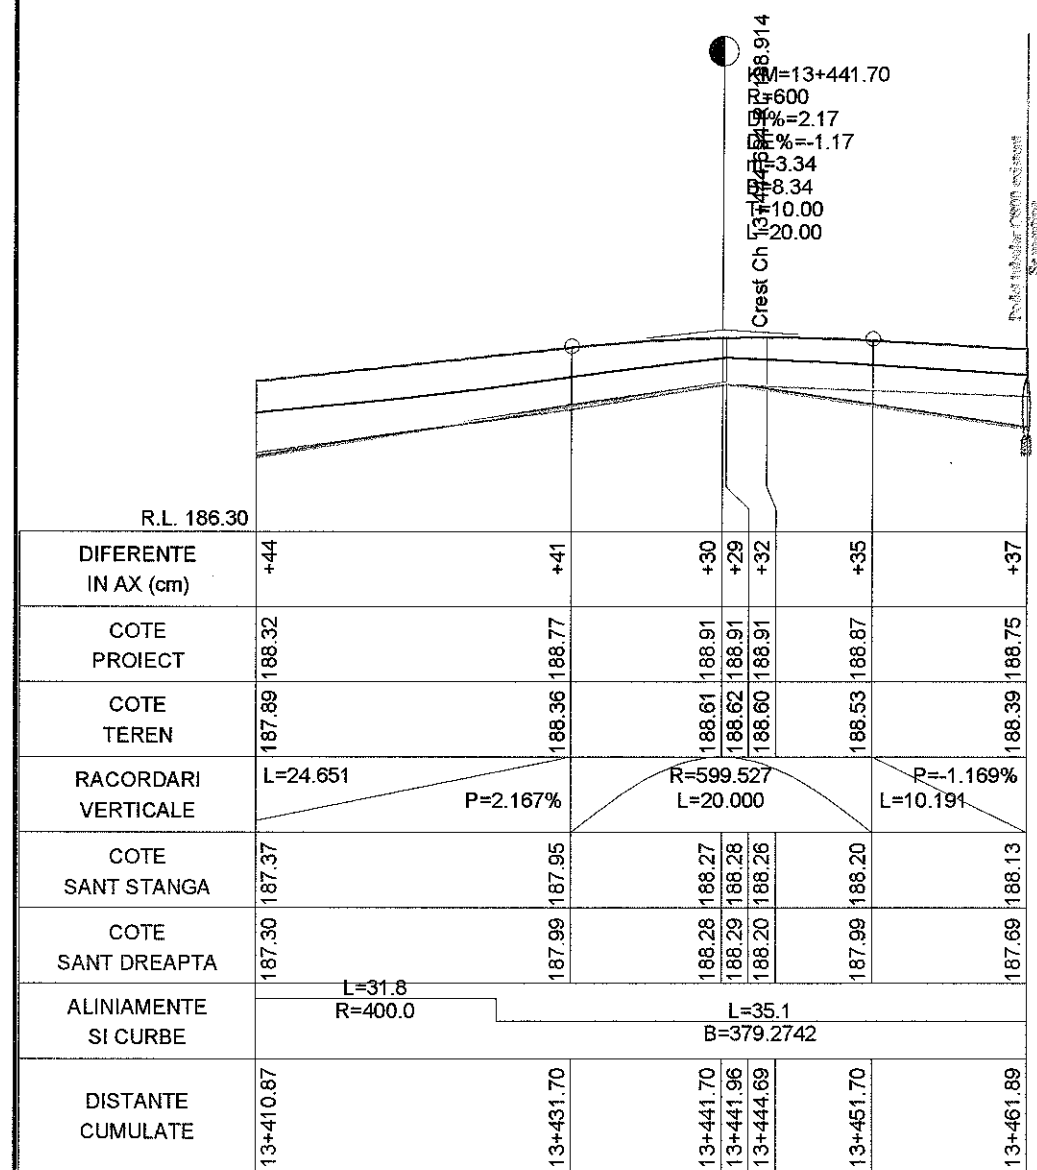 KM=13+441.70
R=600
DI%=2.17
DE%=-1.17
m=3.34
B=8.34
T=10.00
L=20.00
Crest Ch
Podet tubular existent
R.L. 186.30
DIFERENTE
IN AX (cm)
+44 +41 +30 +29 +32 +35 +37
COTE
PROIECT
188.32 188.77 188.91 188.91 188.91 188.87 188.75
COTE
TEREN
187.89 188.36 188.61 188.62 188.60 188.53 188.39
RACORDARI
VERTICALE
L=24.651 R=599.527 P=-1.169%
P=2.167% L=20.000 L=10.191
COTE
SANT STANGA
187.37 187.95 188.27 188.28 188.26 188.20 188.13
COTE
SANT DREAPTA
187.30 187.99 188.28 188.29 188.20 187.99 187.69
ALINIAMENTE
SI CURBE
L=31.8
R=400.0
L=35.1
B=379.2742
DISTANTE
CUMULATE
13+410.87 13+431.70 13+441.70 13+441.96 13+444.69 13+451.70 13+461.89